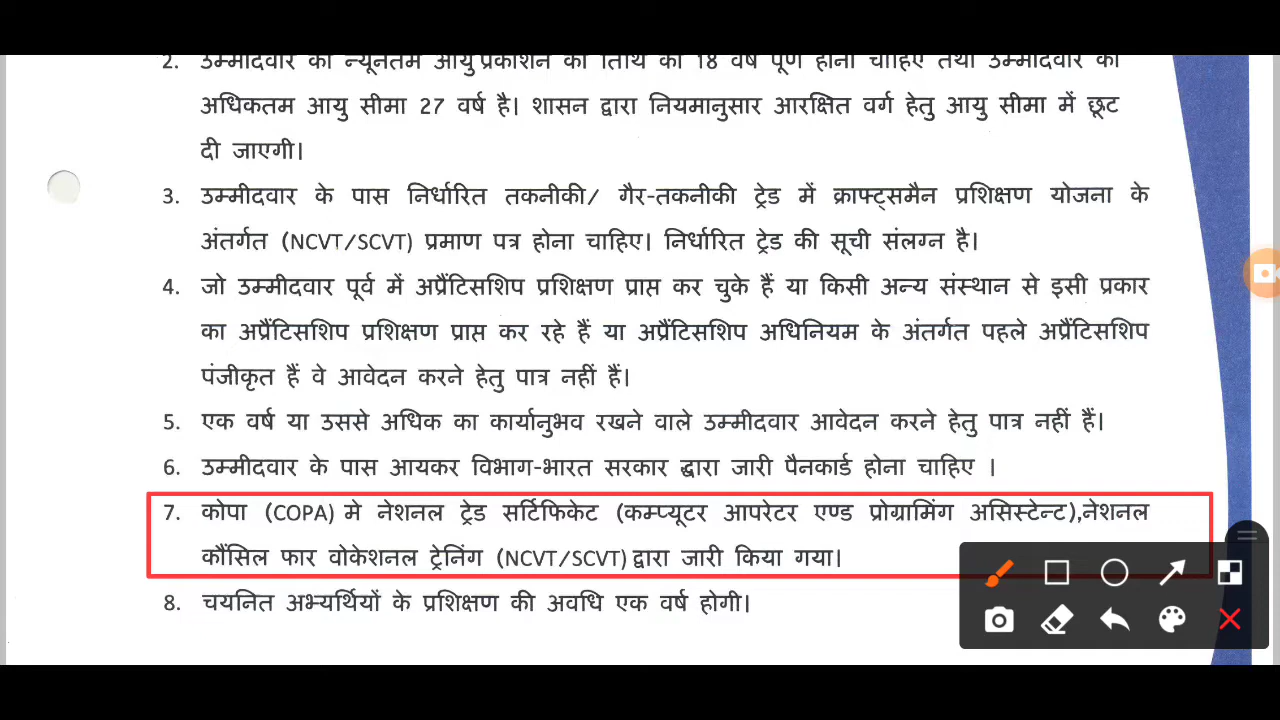 2. उम्मीदवार की न्यूनतम आयु प्रकाशन की तिथि को 18 वर्ष पूर्ण होना चाहिए तथा उम्मीदवार की
अधिकतम आयु सीमा 27 वर्ष है। शासन द्वारा नियमानुसार आरक्षित वर्ग हेतु आयु सीमा में छूट
दी जाएगी।
3. उम्मीदवार के पास निर्धारित तकनीकी/ गैर-तकनीकी ट्रेड में क्राफ्ट्समैन प्रशिक्षण योजना के
अंतर्गत (NCVT/SCVT) प्रमाण पत्र होना चाहिए। निर्धारित ट्रेड की सूची संलग्न है।
4. जो उम्मीदवार पूर्व में अप्रैंटिसशिप प्रशिक्षण प्राप्त कर चुके हैं या किसी अन्य संस्थान से इसी प्रकार
का अप्रैंटिसशिप प्रशिक्षण प्राप्त कर रहे हैं या अप्रैंटिसशिप अधिनियम के अंतर्गत पहले अप्रैंटिसशिप
पंजीकृत हैं वे आवेदन करने हेतु पात्र नहीं हैं।
5. एक वर्ष या उससे अधिक का कार्यानुभव रखने वाले उम्मीदवार आवेदन करने हेतु पात्र नहीं हैं।
6. उम्मीदवार के पास आयकर विभाग-भारत सरकार द्वारा जारी पैनकार्ड होना चाहिए ।
7. कोपा (COPA) मे नेशनल ट्रेड सर्टिफिकेट (कम्प्यूटर आपरेटर एण्ड प्रोग्रामिंग असिस्टेन्ट),नेशनल
कौंसिल फार वोकेशनल ट्रेनिंग (NCVT/SCVT) द्वारा जारी किया गया।
8. चयनित अभ्यर्थियों के प्रशिक्षण की अवधि एक वर्ष होगी।